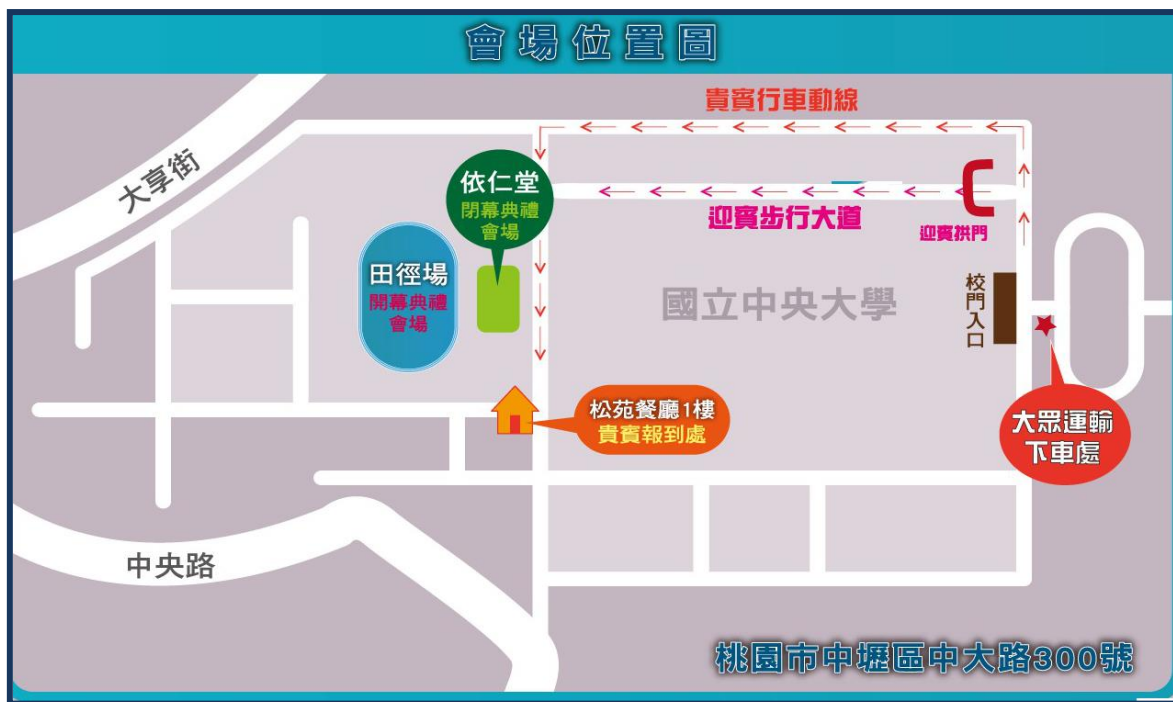 會場位置圖
貴賓行車動線
大享街
依仁堂
閉幕典禮
會場
迎賓步行大道
迎賓拱門
田徑場
開幕典禮
會場
國立中央大學
校門入口
松苑餐廳1樓
貴賓報到處
大眾運輸
下車處
中央路
桃園市中壢區中大路300號